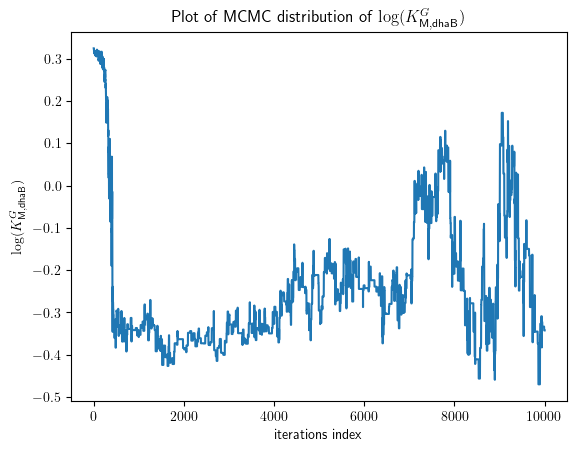 Plot of MCMC distribution of log(K^G_{M,dhaB})
log(K^G_{M,dhaB})
0.3
0.2
0.1
0.0
−0.1
−0.2
−0.3
−0.4
−0.5
0 2000 4000 6000 8000 10000
iterations index